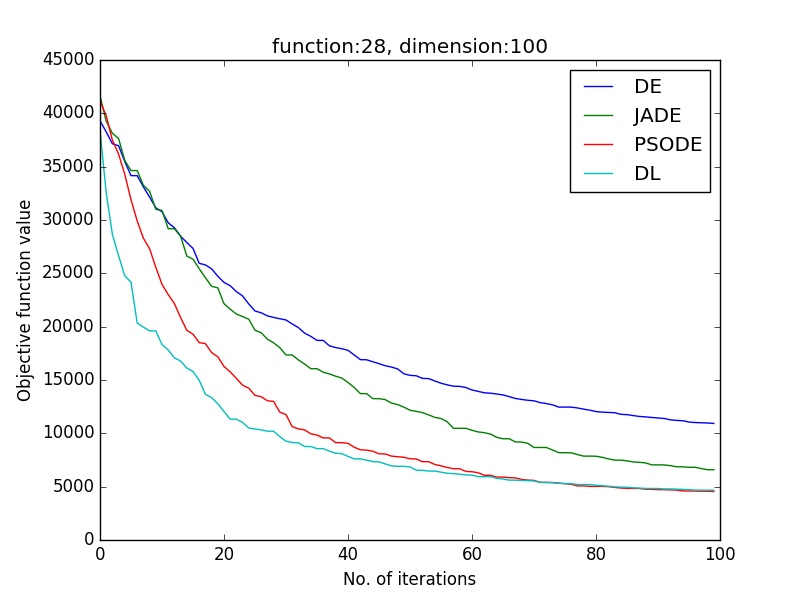 function:28, dimension:100
45000
40000
35000
30000
25000
20000
15000
10000
5000
0
Objective function value
DE
JADE
PSODE
DL
0 20 40 60 80 100
No. of iterations